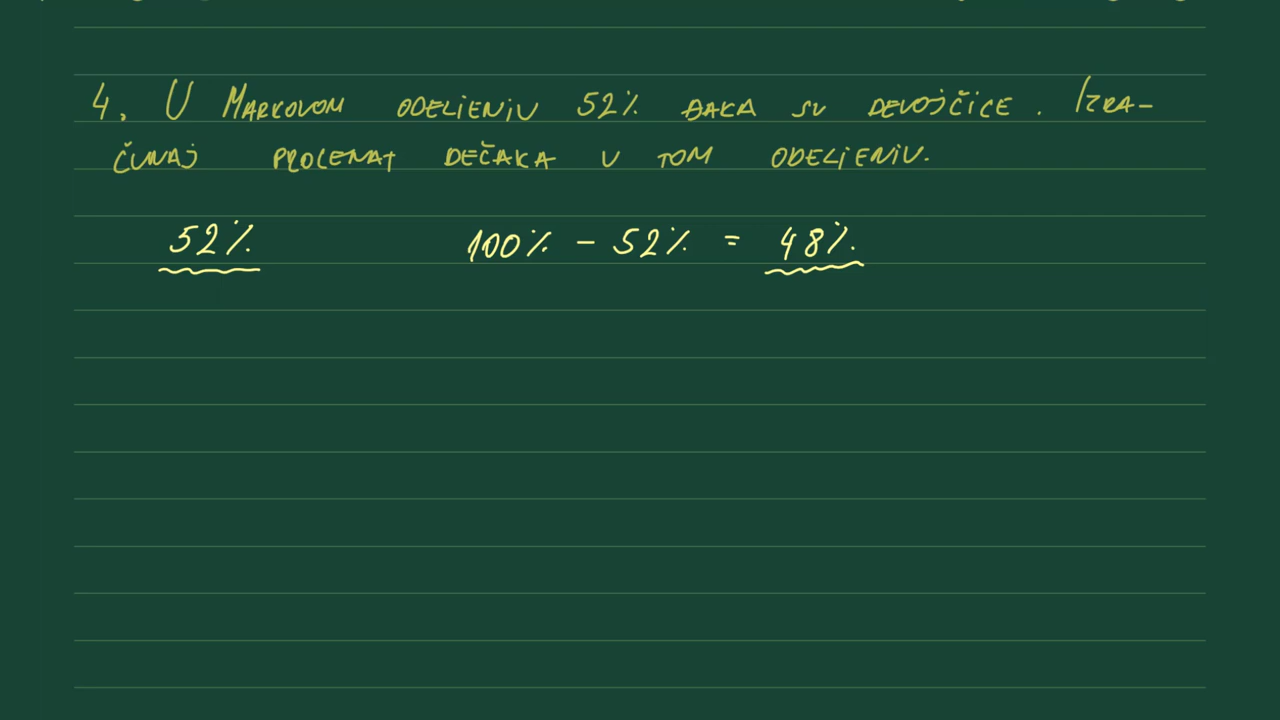 4. U MARKOVOM ODELJENJU 52% ĐAKA SU DEVOJČICE. IZRA-
ČUNAJ PROCENAT DEČAKA U TOM ODELJENJU.
52% 100% - 52% = 48%